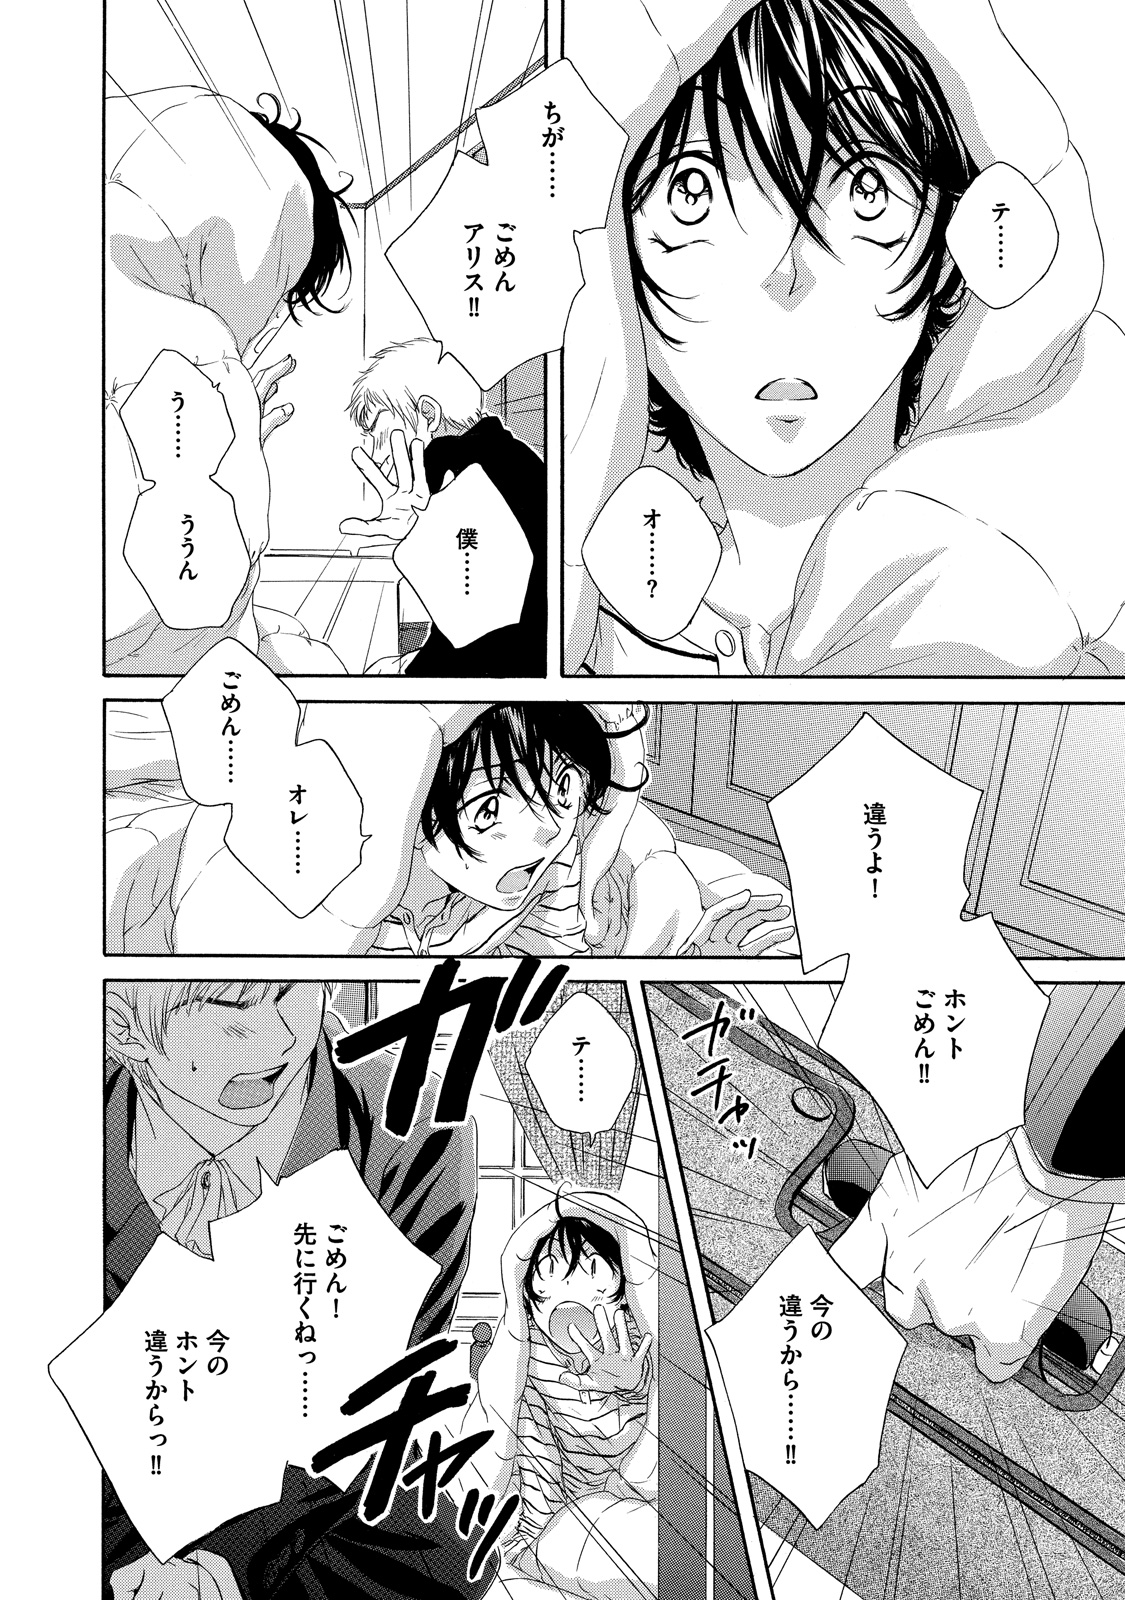 テ……
オ……？
ちが……
ごめん
アリス!!
僕……
う……
ううん
違うよ！
ホント
ごめん!!
ごめん……
オレ……
今の
違うから……!!
ガチャッ
テ……
ガチャッ
ごめん！
先に行くねっ……
今の
ホント
違うからっ!!